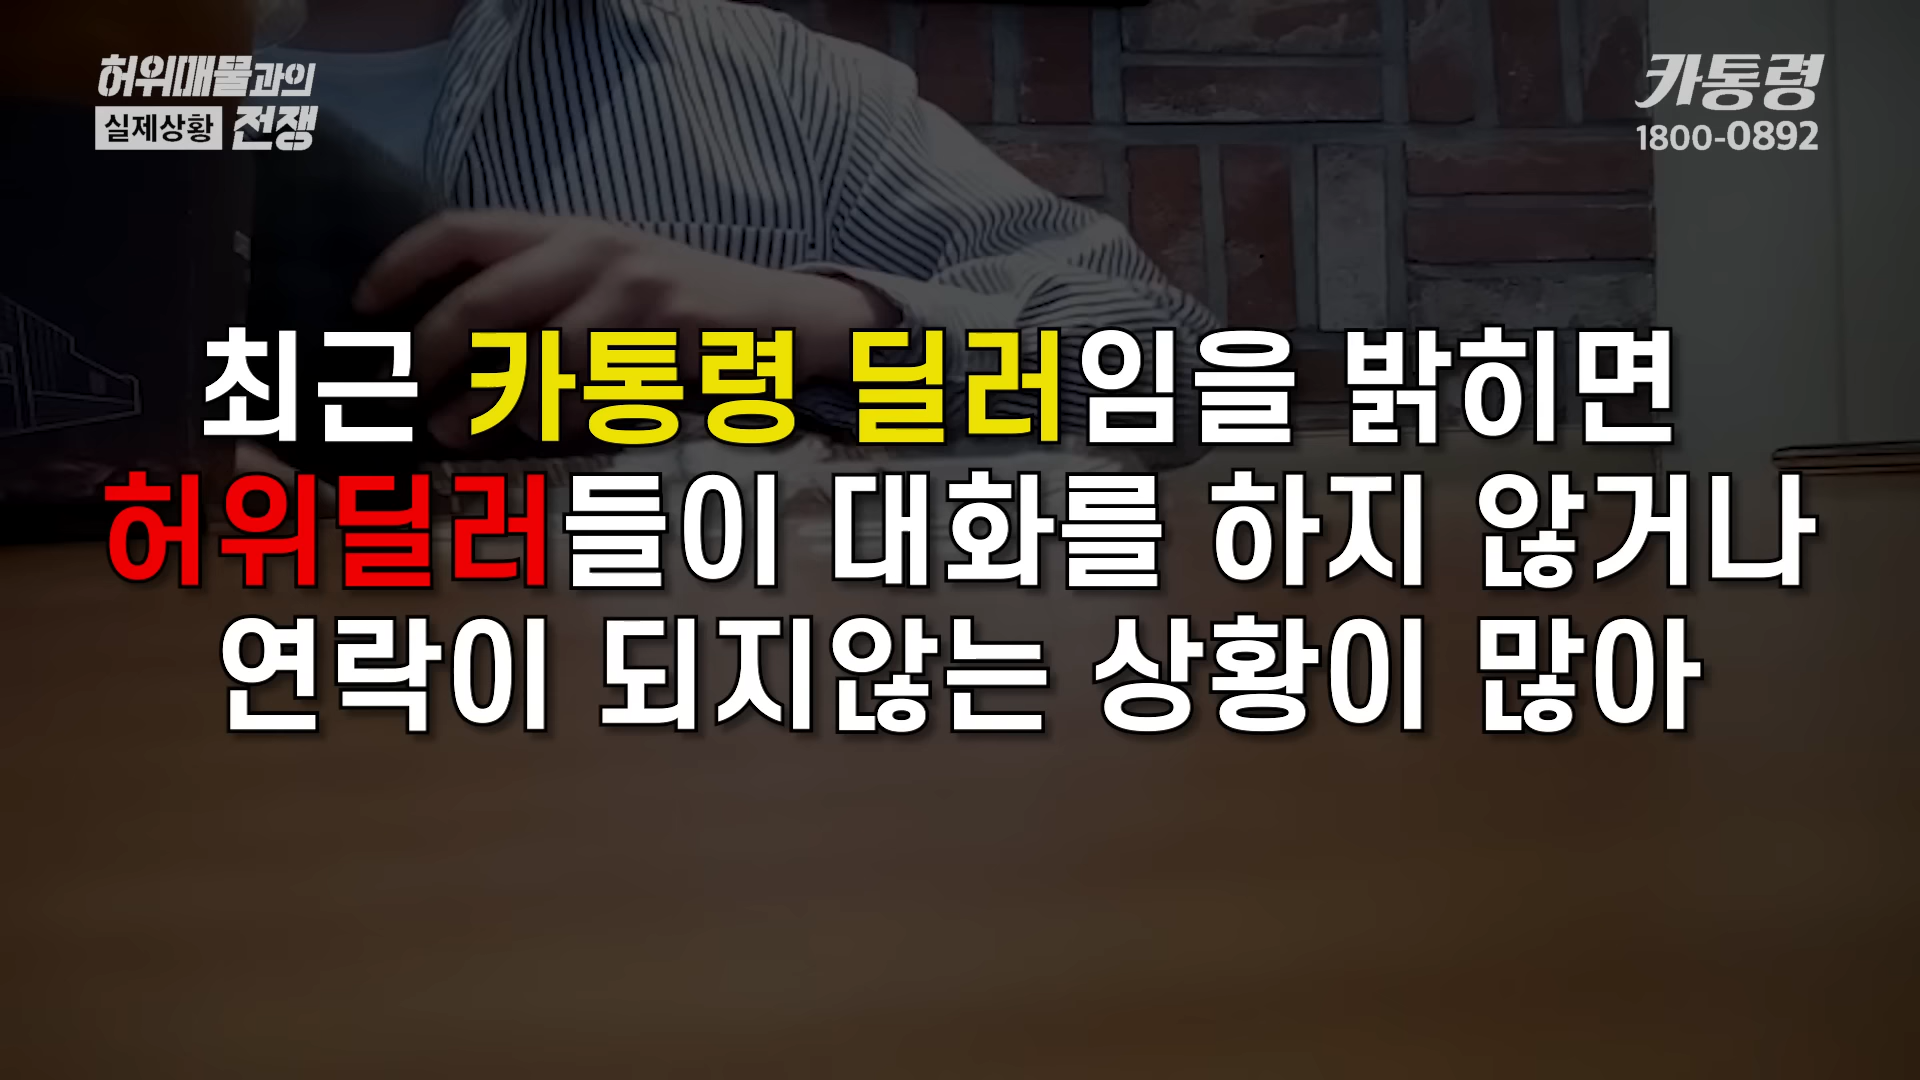 허위매물과의
실제상황 전쟁
카통령
1800-0892
최근 카통령 딜러임을 밝히면
허위딜러들이 대화를 하지 않거나
연락이 되지않는 상황이 많아